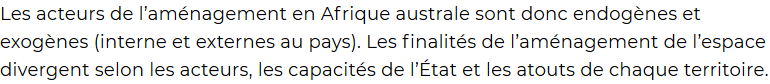 Les acteurs de l’aménagement en Afrique australe sont donc endogènes et
exogènes (interne et externes au pays). Les finalités de l’aménagement de l’espace
divergent selon les acteurs, les capacités de l’État et les atouts de chaque territoire.